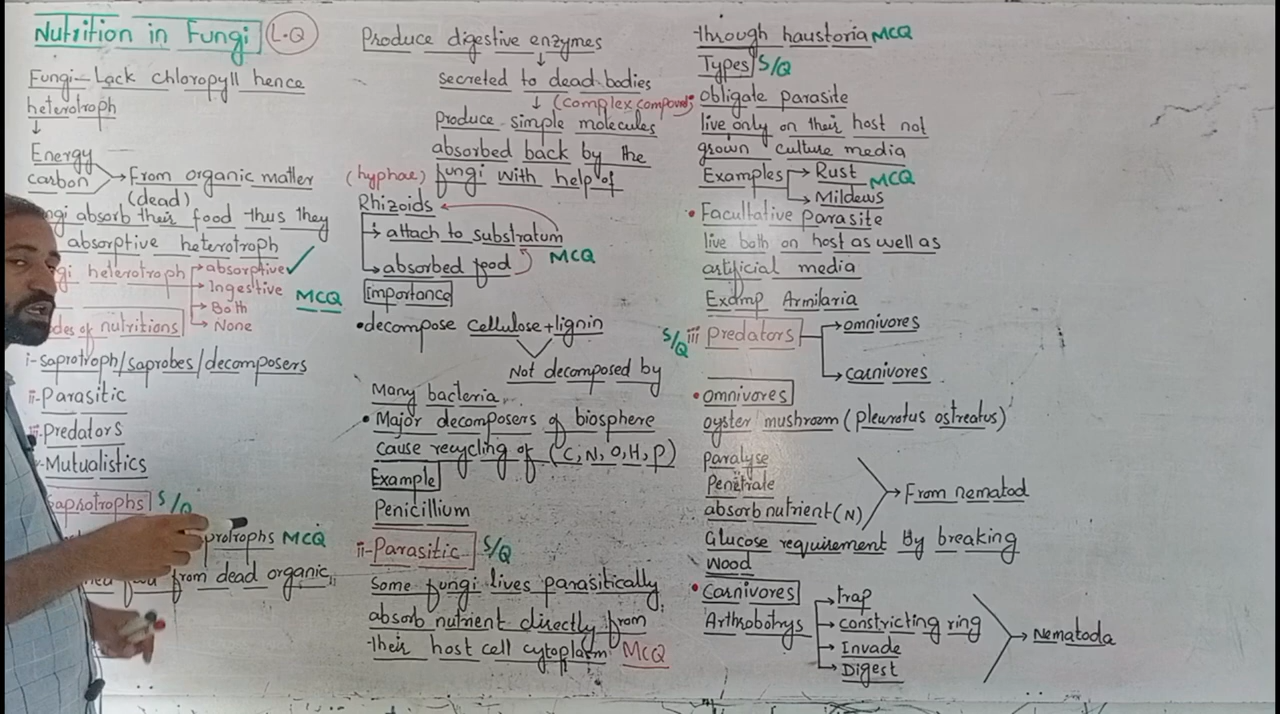 Nutrition in Fungi L.Q
Fungi - Lack chloropyll hence
heterotroph
↓
Energy
carbon → From organic matter
(dead)
absorb their food thus they
absorptive heterotroph
heterotroph → absorptive ✓
→ Ingestive
→ Both
→ None
MCQ
of nutritions
i-saprotroph/saprobes/decomposers
ii-Parasitic
Predators
Mutualistics
saprotrophs S/Q
MCQ
from dead organic
Produce digestive enzymes
↓
secreted to dead bodies
↓ (complex compound)
produce simple molecules
absorbed back by the
(hyphae) fungi with help of
Rhizoids
→ attach to substratum
→ absorbed food
MCQ
importance
•decompose cellulose + lignin
Not decomposed by
Many bacteria
• Major decomposers of biosphere
cause recycling of (C, N, O, H, P)
Example
Penicillium
ii-Parasitic S/Q
Some fungi lives parasitically
absorb nutrient directly from
their host cell cytoplasm MCQ
through haustoria MCQ
Types S/Q
• obligate parasite
live only on their host not
grown culture media
Examples → Rust
→ Mildews
MCQ
• Facultative parasite
live both on host as well as
artificial media
Examp Armilaria
S/Q iii predators → omnivores
→ carnivores
• omnivores
oyster mushroom (pleurotus ostreatus)
Paralyse
Penitrate
absorb nutrient (N)
→ From nematod
Glucose requirement By breaking
Wood
• Carnivores
Arthrobotrys → trap
→ constricting ring
→ Invade
→ Digest
→ Nematoda